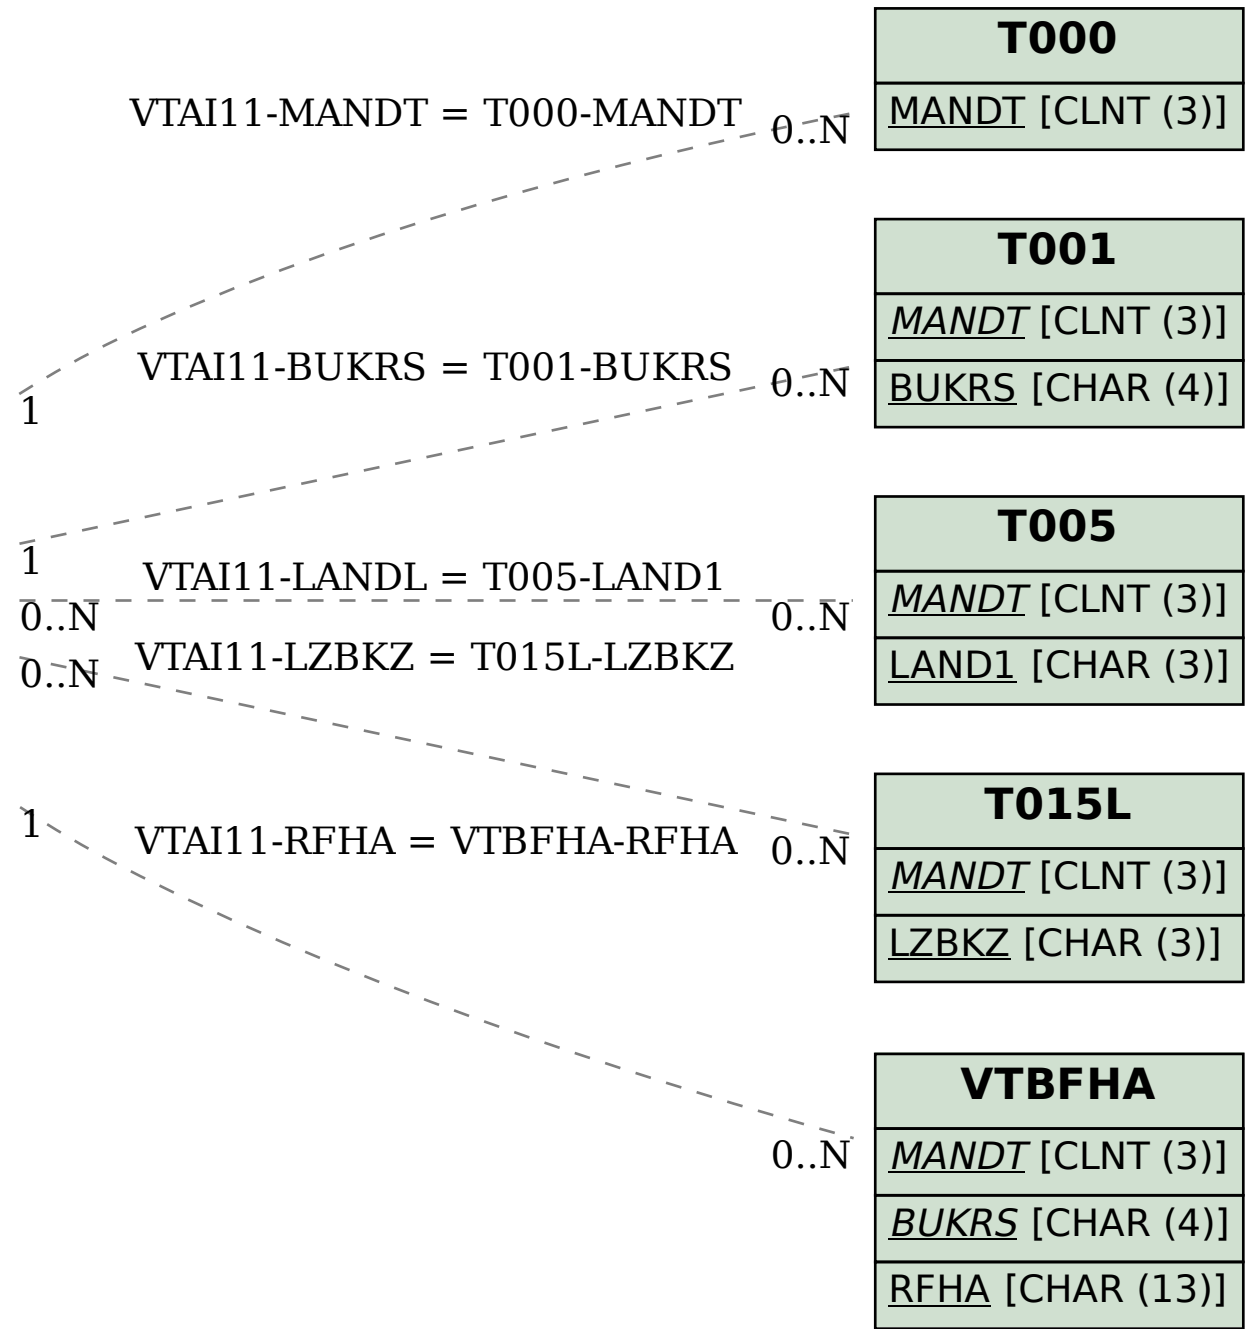 T000
MANDT [CLNT (3)]
VTAI11-MANDT = T000-MANDT
0..N
1
T001
MANDT [CLNT (3)]
BUKRS [CHAR (4)]
VTAI11-BUKRS = T001-BUKRS
0..N
1
T005
MANDT [CLNT (3)]
LAND1 [CHAR (3)]
VTAI11-LANDL = T005-LAND1
0..N
0..N
VTAI11-LZBKZ = T015L-LZBKZ
0..N
0..N
T015L
MANDT [CLNT (3)]
LZBKZ [CHAR (3)]
VTAI11-RFHA = VTBFHA-RFHA
1
0..N
VTBFHA
MANDT [CLNT (3)]
BUKRS [CHAR (4)]
RFHA [CHAR (13)]